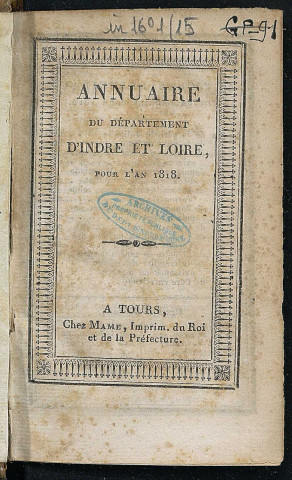 in 16° 1/15
GP 91
ANNUAIRE
DU DÉPARTEMENT
D'INDRE ET LOIRE,
POUR L'AN 1818.
ARCHIVES
A TOURS,
Chez MAME, Imprim. du Roi
et de la Préfecture.